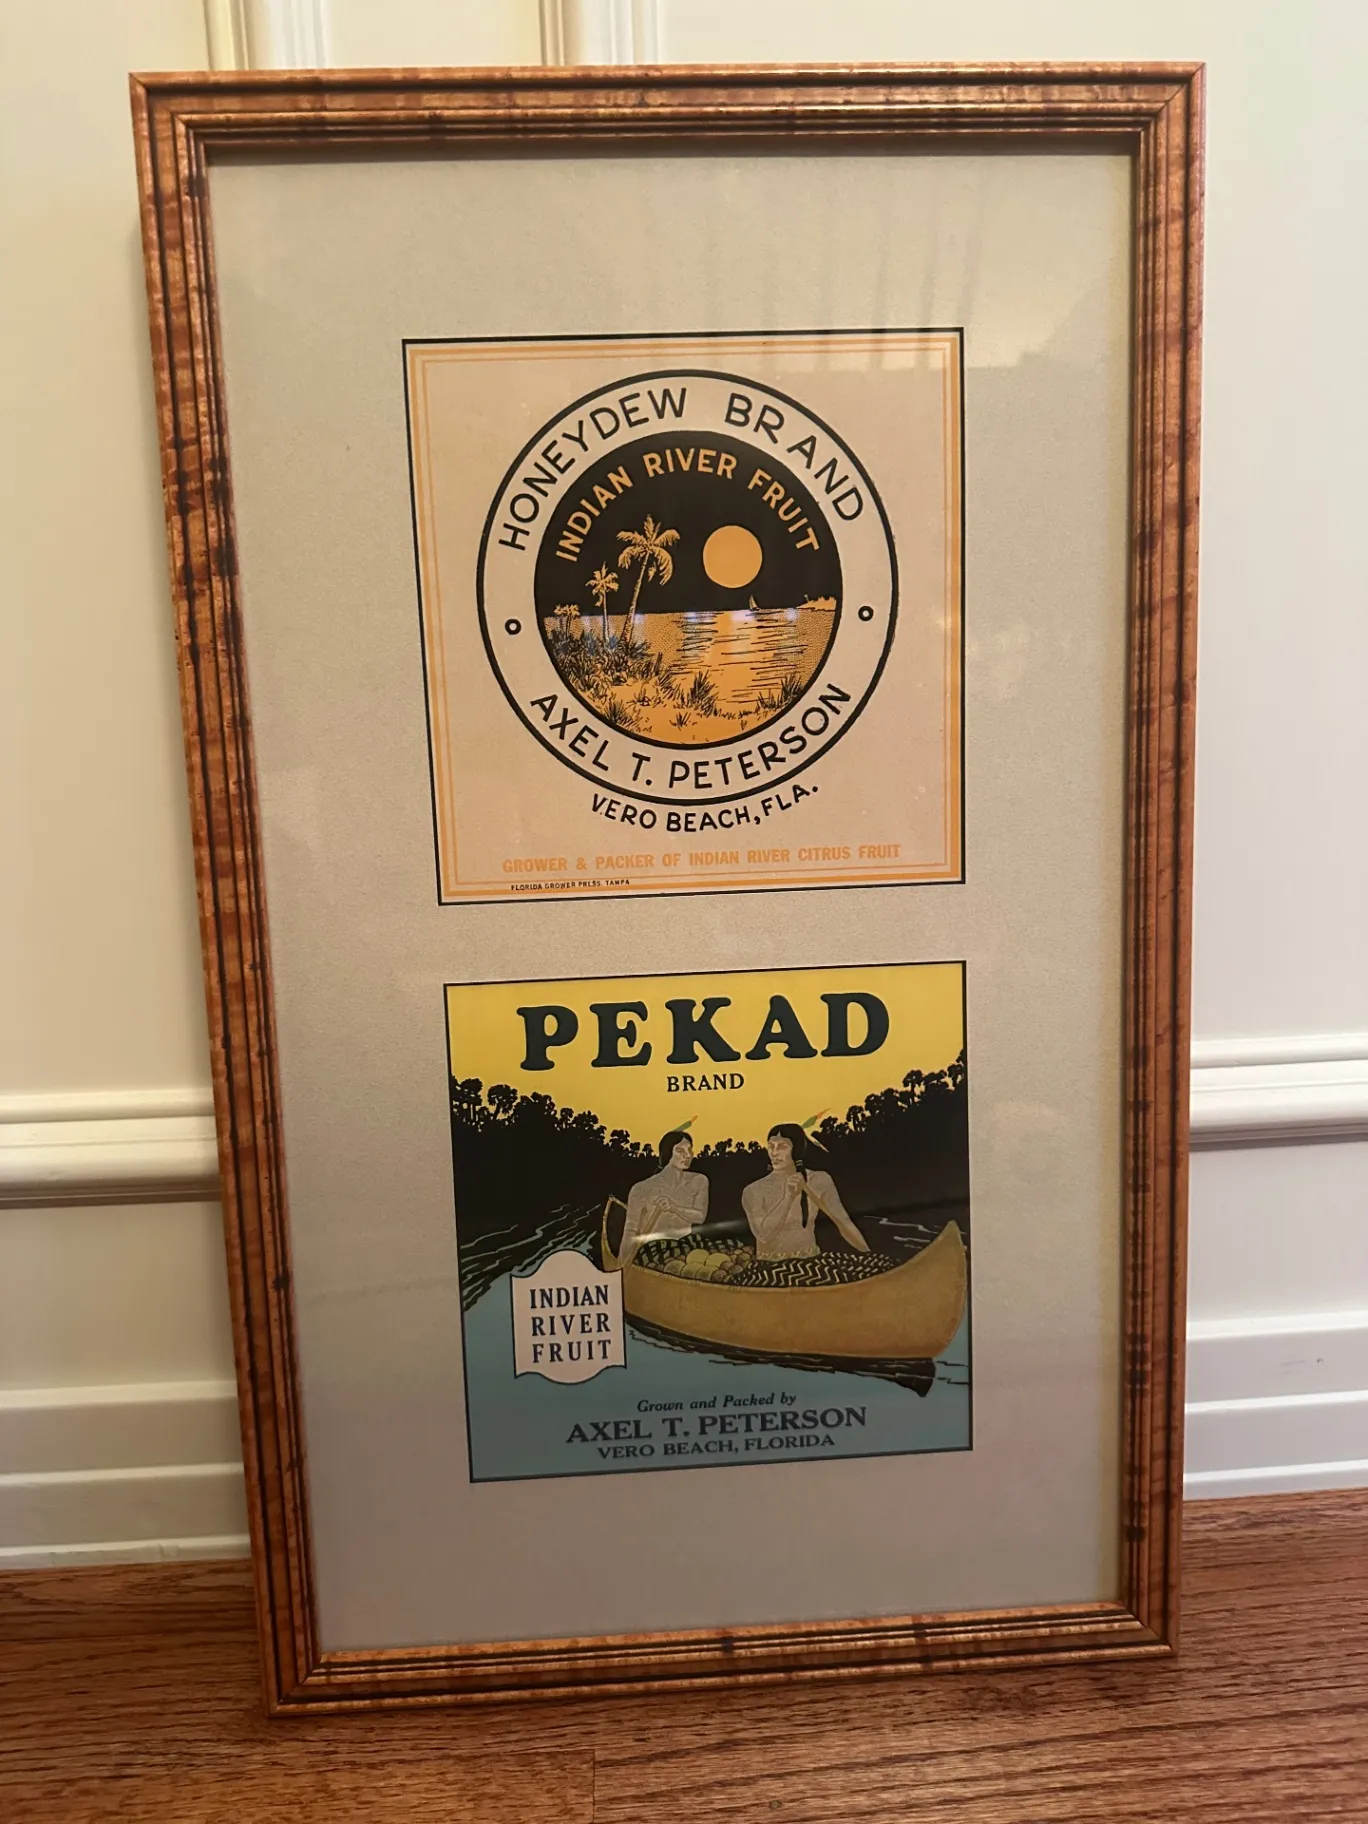 HONEYDEW BRAND
INDIAN RIVER FRUIT
AXEL T. PETERSON
VERO BEACH, FLA.
GROWER & PACKER OF INDIAN RIVER CITRUS FRUIT
FLORIDA GROWER PRESS, TAMPA
PEKAD
BRAND
INDIAN
RIVER
FRUIT
Grown and Packed by
AXEL T. PETERSON
VERO BEACH, FLORIDA